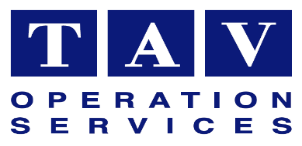 TAV
OPERATION
SERVICES